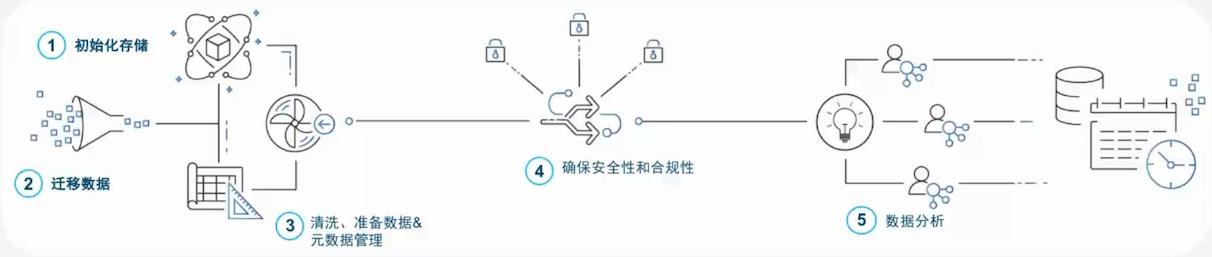 1 初始化存储
2 迁移数据
3 清洗、准备数据&
元数据管理
4 确保安全性和合规性
5 数据分析